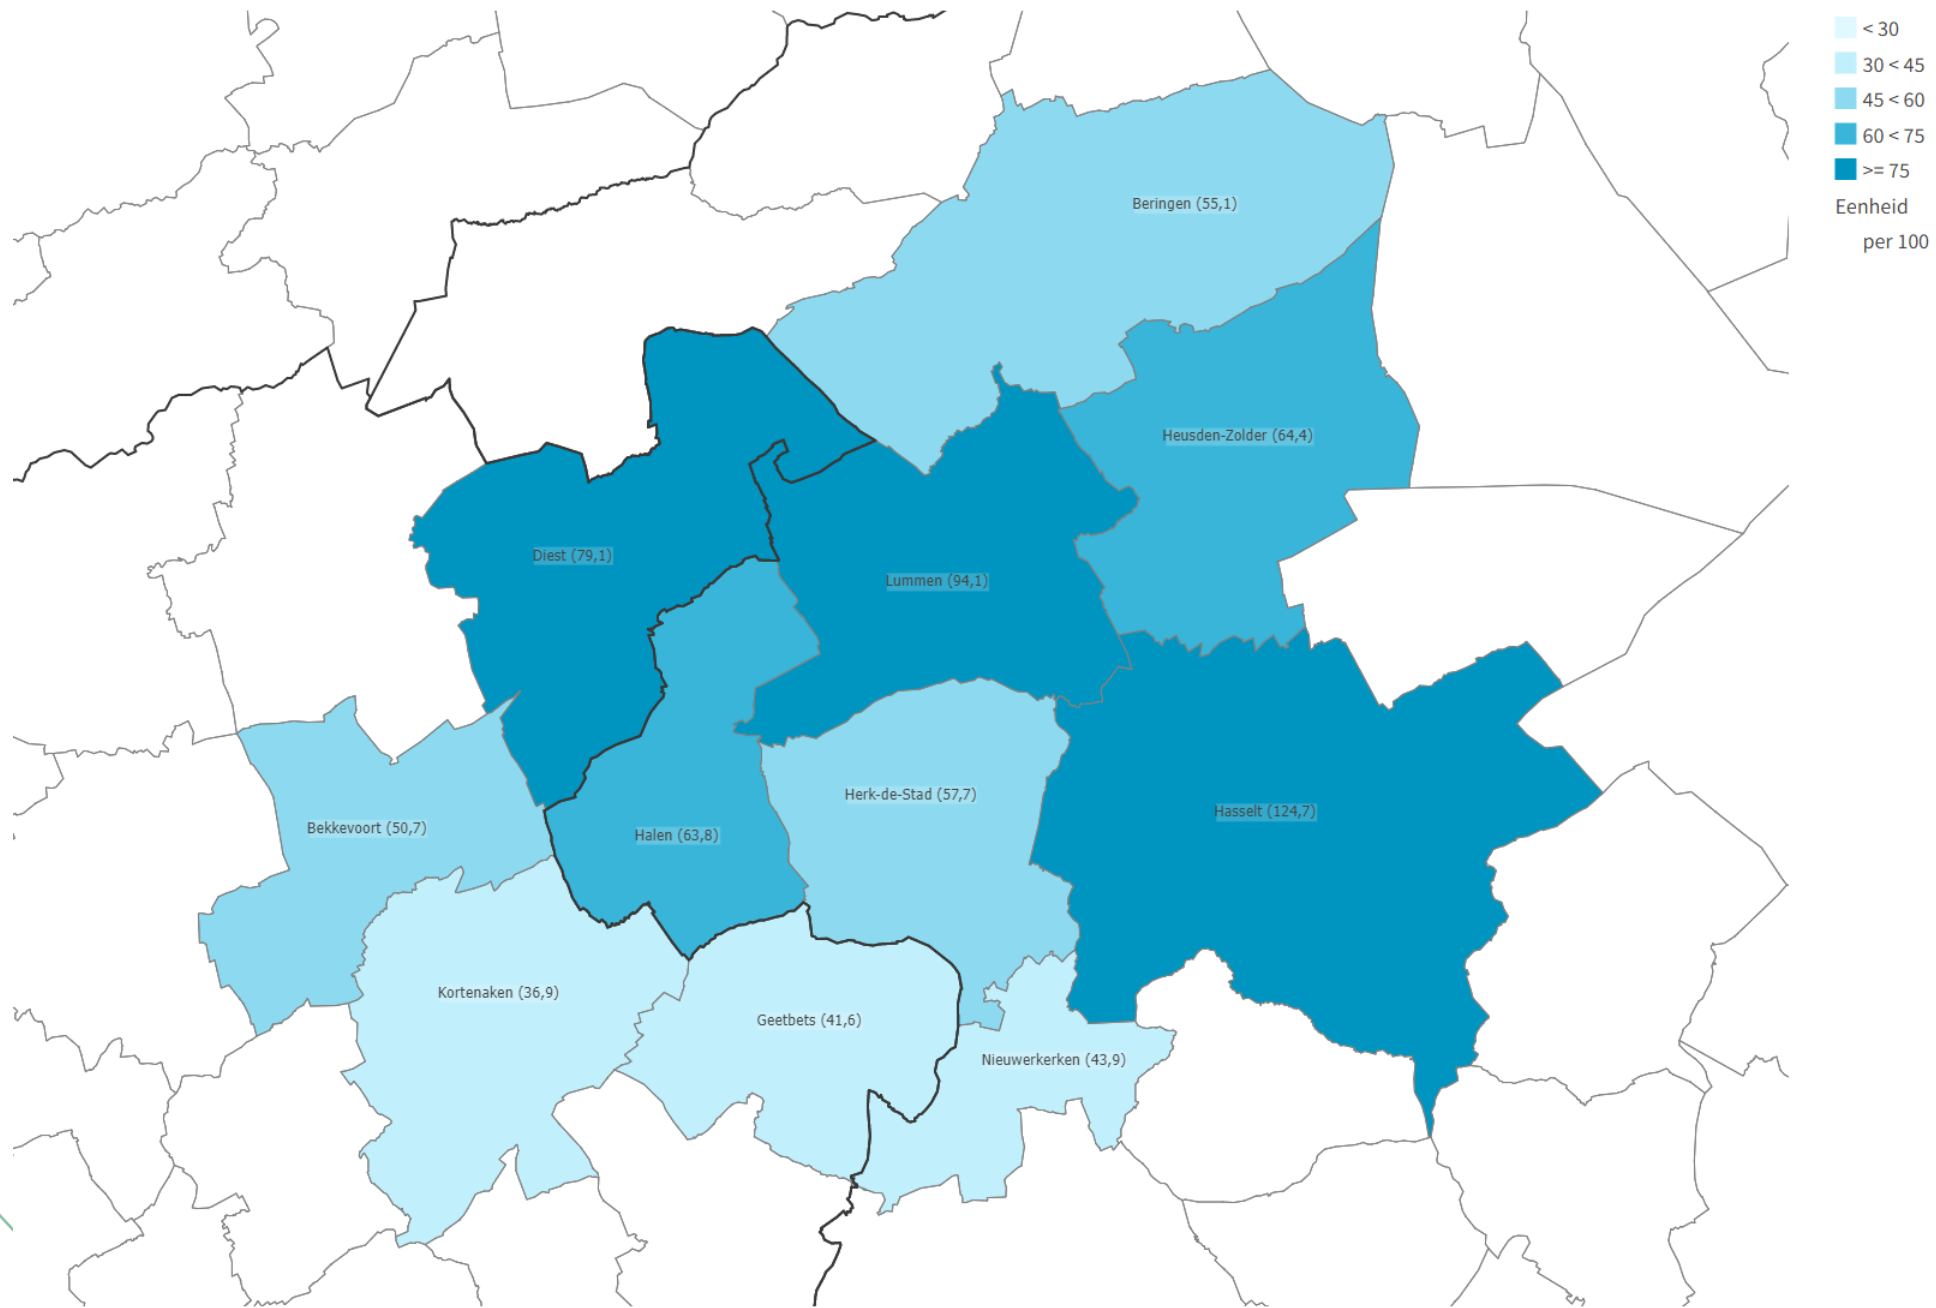 < 30
30 < 45
45 < 60
60 < 75
>= 75
Eenheid
per 100
Beringen (55,1)
Heusden-Zolder (64,4)
Diest (79,1)
Lummen (94,1)
Herk-de-Stad (57,7)
Hasselt (124,7)
Bekkevoort (50,7)
Halen (63,8)
Kortenaken (36,9)
Geetbets (41,6)
Nieuwerkerken (43,9)